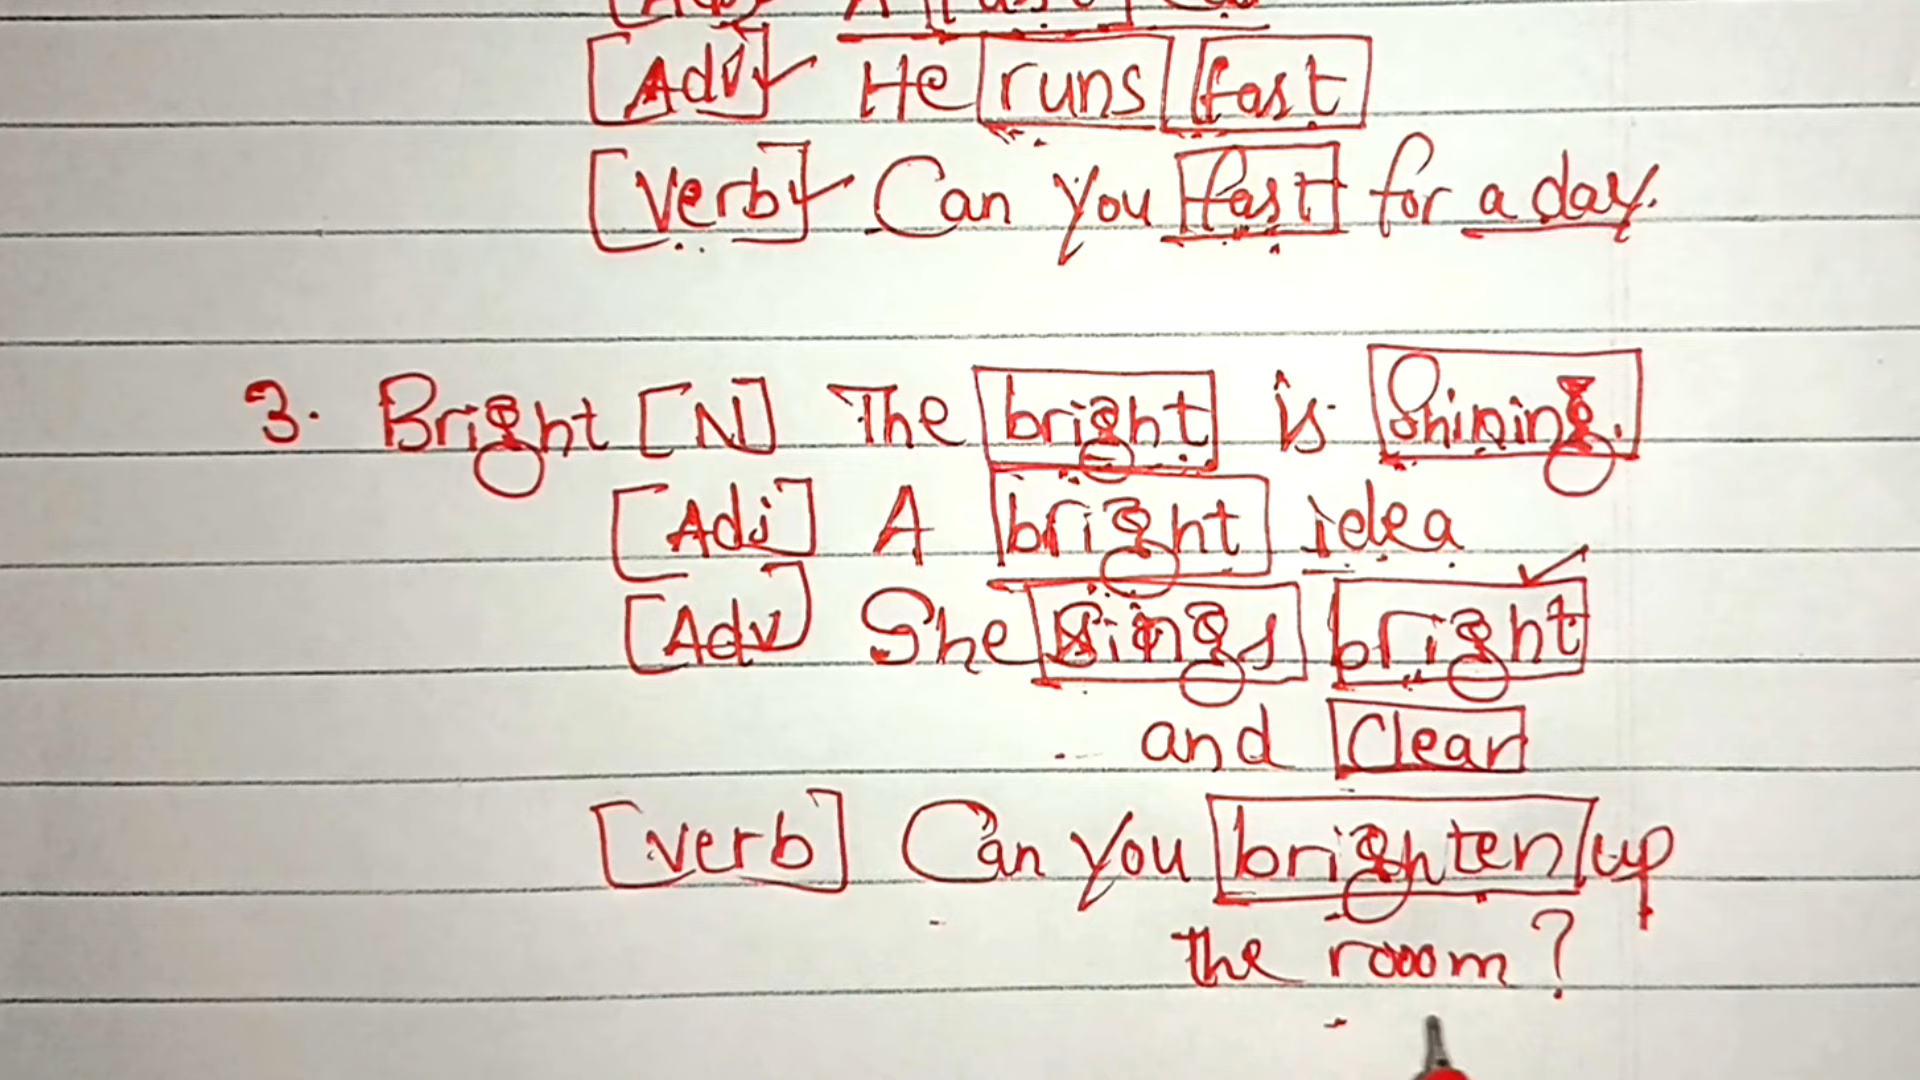 [Adv] He runs fast
[Verb] Can You fast for a day.
3. Bright [N] The bright is Shining.
[Adj] A bright idea
[Adv] She sings bright
and Clear
[verb] Can You brighten up
the rooom?